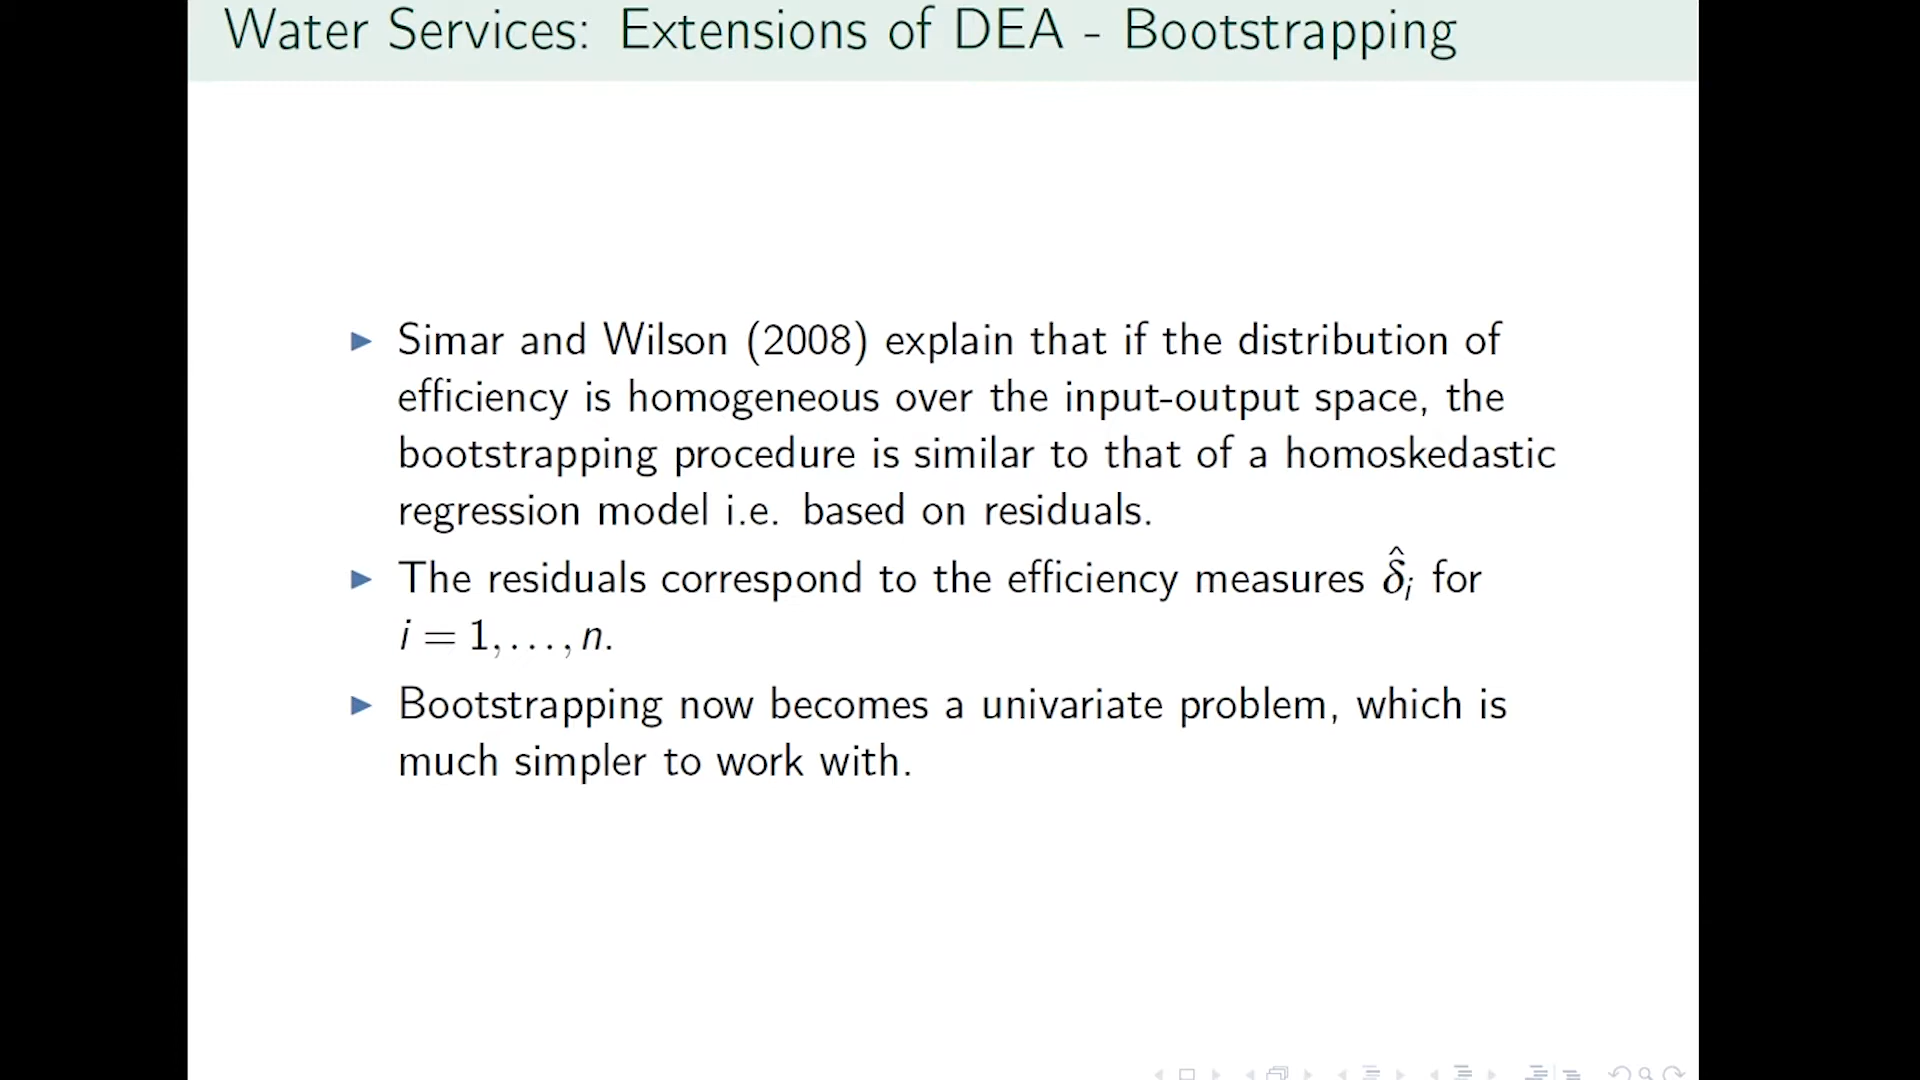 Water Services: Extensions of DEA - Bootstrapping
Simar and Wilson (2008) explain that if the distribution of
efficiency is homogeneous over the input-output space, the
bootstrapping procedure is similar to that of a homoskedastic
regression model i.e. based on residuals.
The residuals correspond to the efficiency measures δ̂ᵢ for
i = 1, . . . , n.
Bootstrapping now becomes a univariate problem, which is
much simpler to work with.